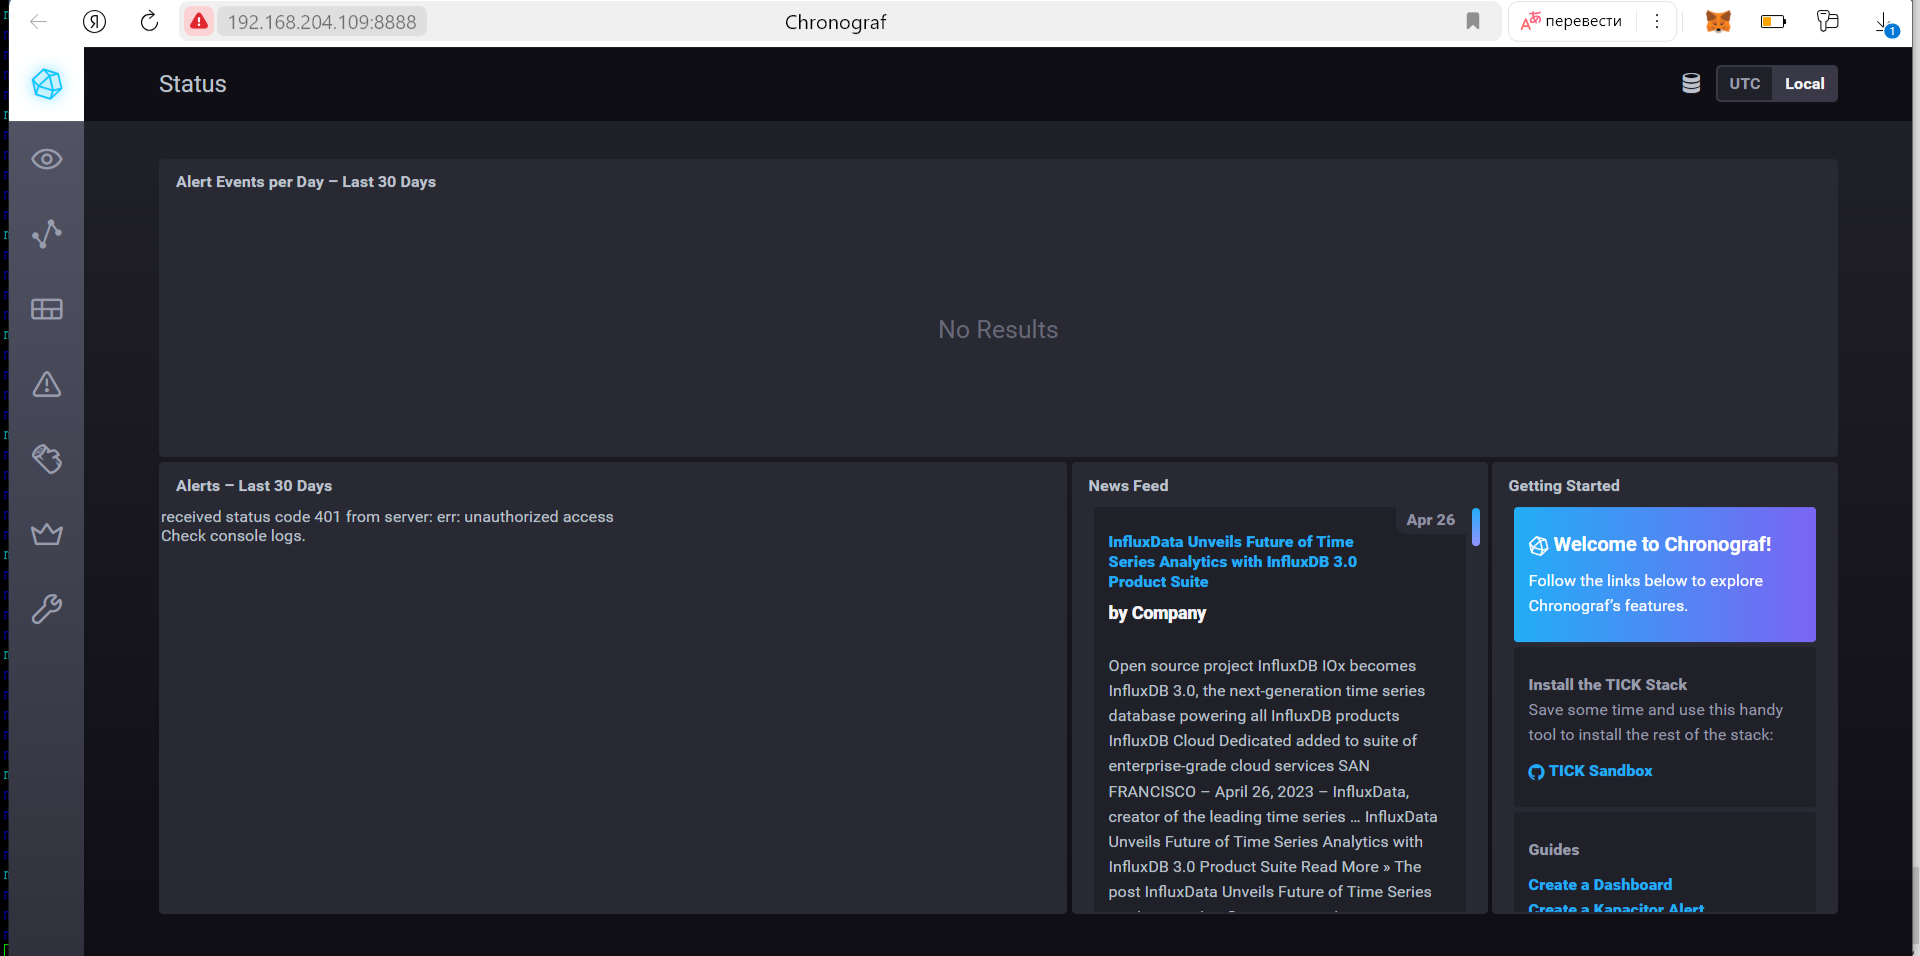 Я
192.168.204.109:8888
Chronograf
перевести
1
Status
UTC
Local
Alert Events per Day – Last 30 Days
No Results
Alerts – Last 30 Days
received status code 401 from server: err: unauthorized access
Check console logs.
News Feed
Apr 26
InfluxData Unveils Future of Time
Series Analytics with InfluxDB 3.0
Product Suite
by Company
Open source project InfluxDB IOx becomes
InfluxDB 3.0, the next-generation time series
database powering all InfluxDB products
InfluxDB Cloud Dedicated added to suite of
enterprise-grade cloud services SAN
FRANCISCO – April 26, 2023 – InfluxData,
creator of the leading time series ... InfluxData
Unveils Future of Time Series Analytics with
InfluxDB 3.0 Product Suite Read More » The
post InfluxData Unveils Future of Time Series
Getting Started
Welcome to Chronograf!
Follow the links below to explore
Chronograf's features.
Install the TICK Stack
Save some time and use this handy
tool to install the rest of the stack:
TICK Sandbox
Guides
Create a Dashboard
Create a Kapacitor Alert